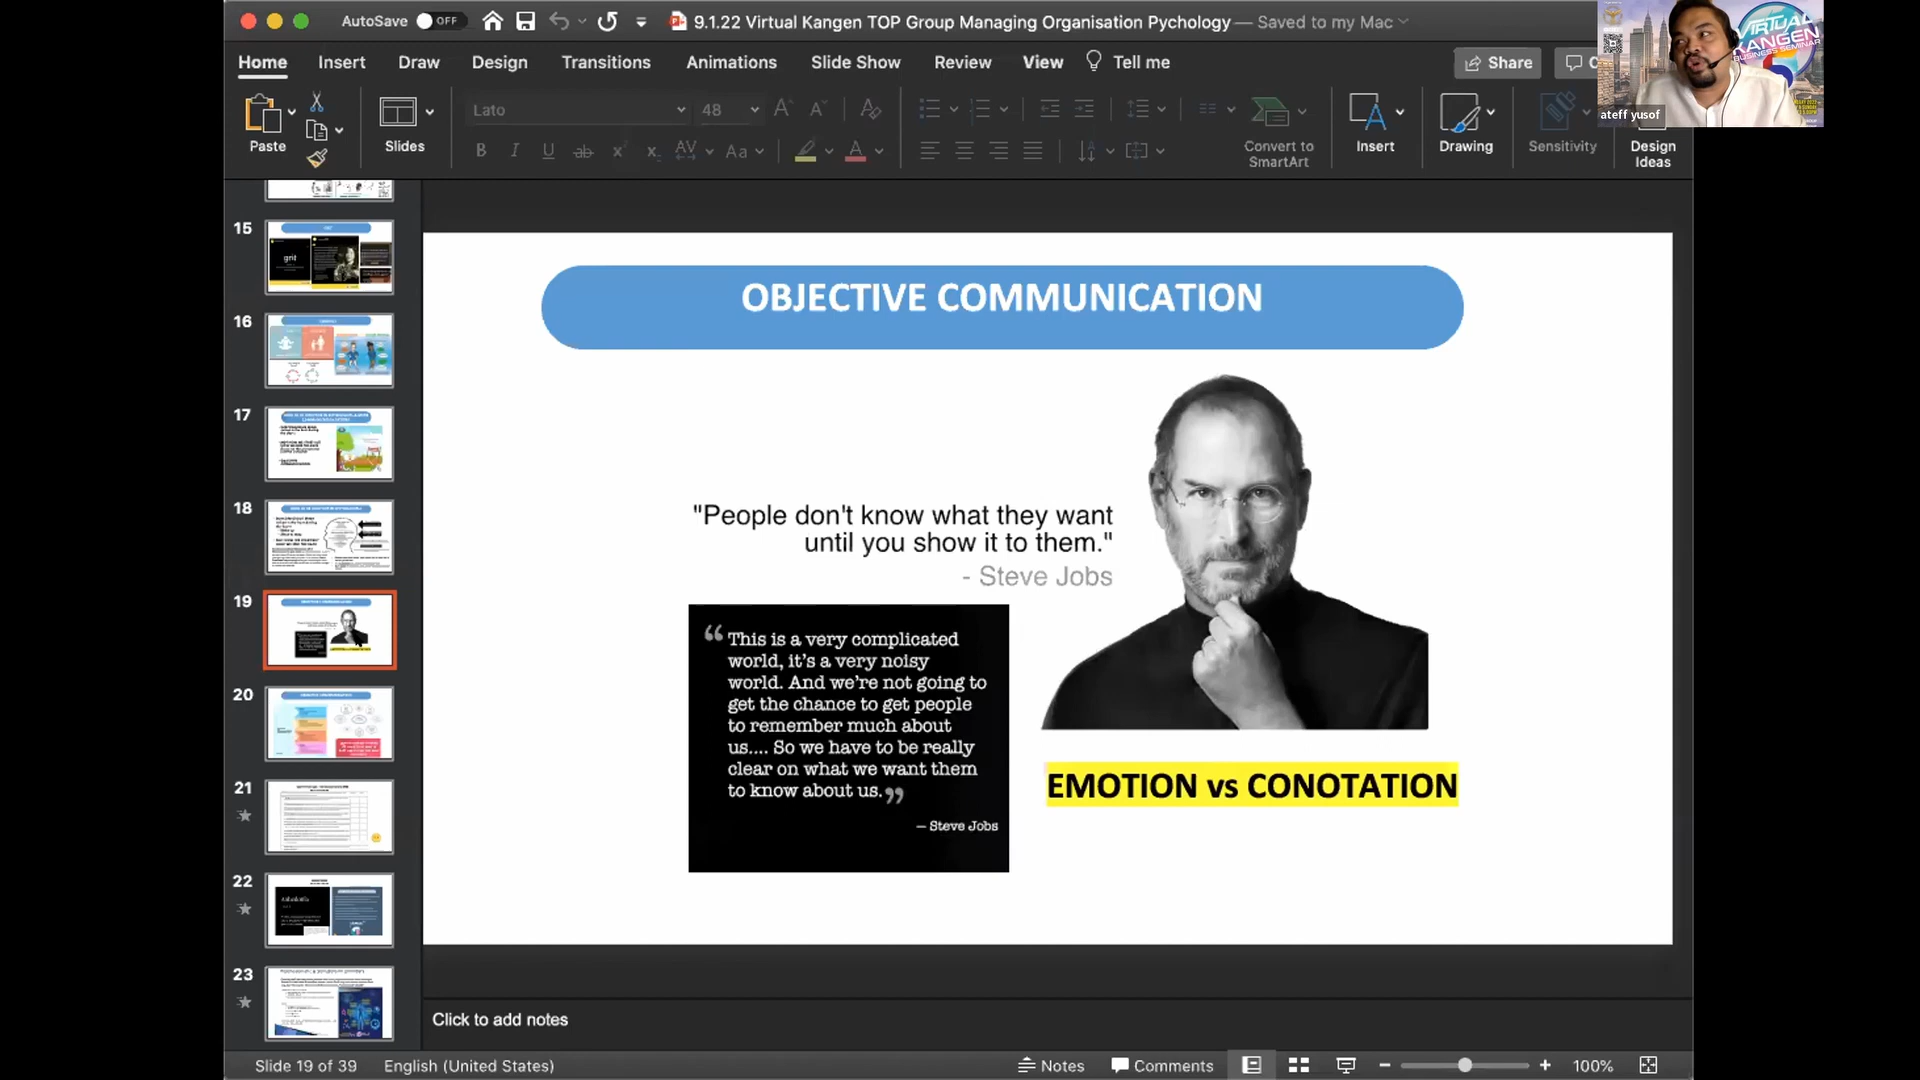 AutoSave OFF
9.1.22 Virtual Kangen TOP Group Managing Organisation Pychology — Saved to my Mac
Home Insert Draw Design Transitions Animations Slide Show Review View Tell me
Share
Paste
Slides
Lato 48
Convert to
SmartArt
Insert
Drawing
Sensitivity
Design
Ideas
VIRTUAL
KANGEN
BUSINESS SEMINAR
ateff yusof
15
grit
16
17
18
19
20
21
22
23
OBJECTIVE COMMUNICATION
"People don't know what they want
until you show it to them."
- Steve Jobs
“This is a very complicated
world, it’s a very noisy
world. And we’re not going to
get the chance to get people
to remember much about
us.... So we have to be really
clear on what we want them
to know about us.”
— Steve Jobs
EMOTION vs CONOTATION
Click to add notes
Slide 19 of 39 English (United States) Notes Comments 100%